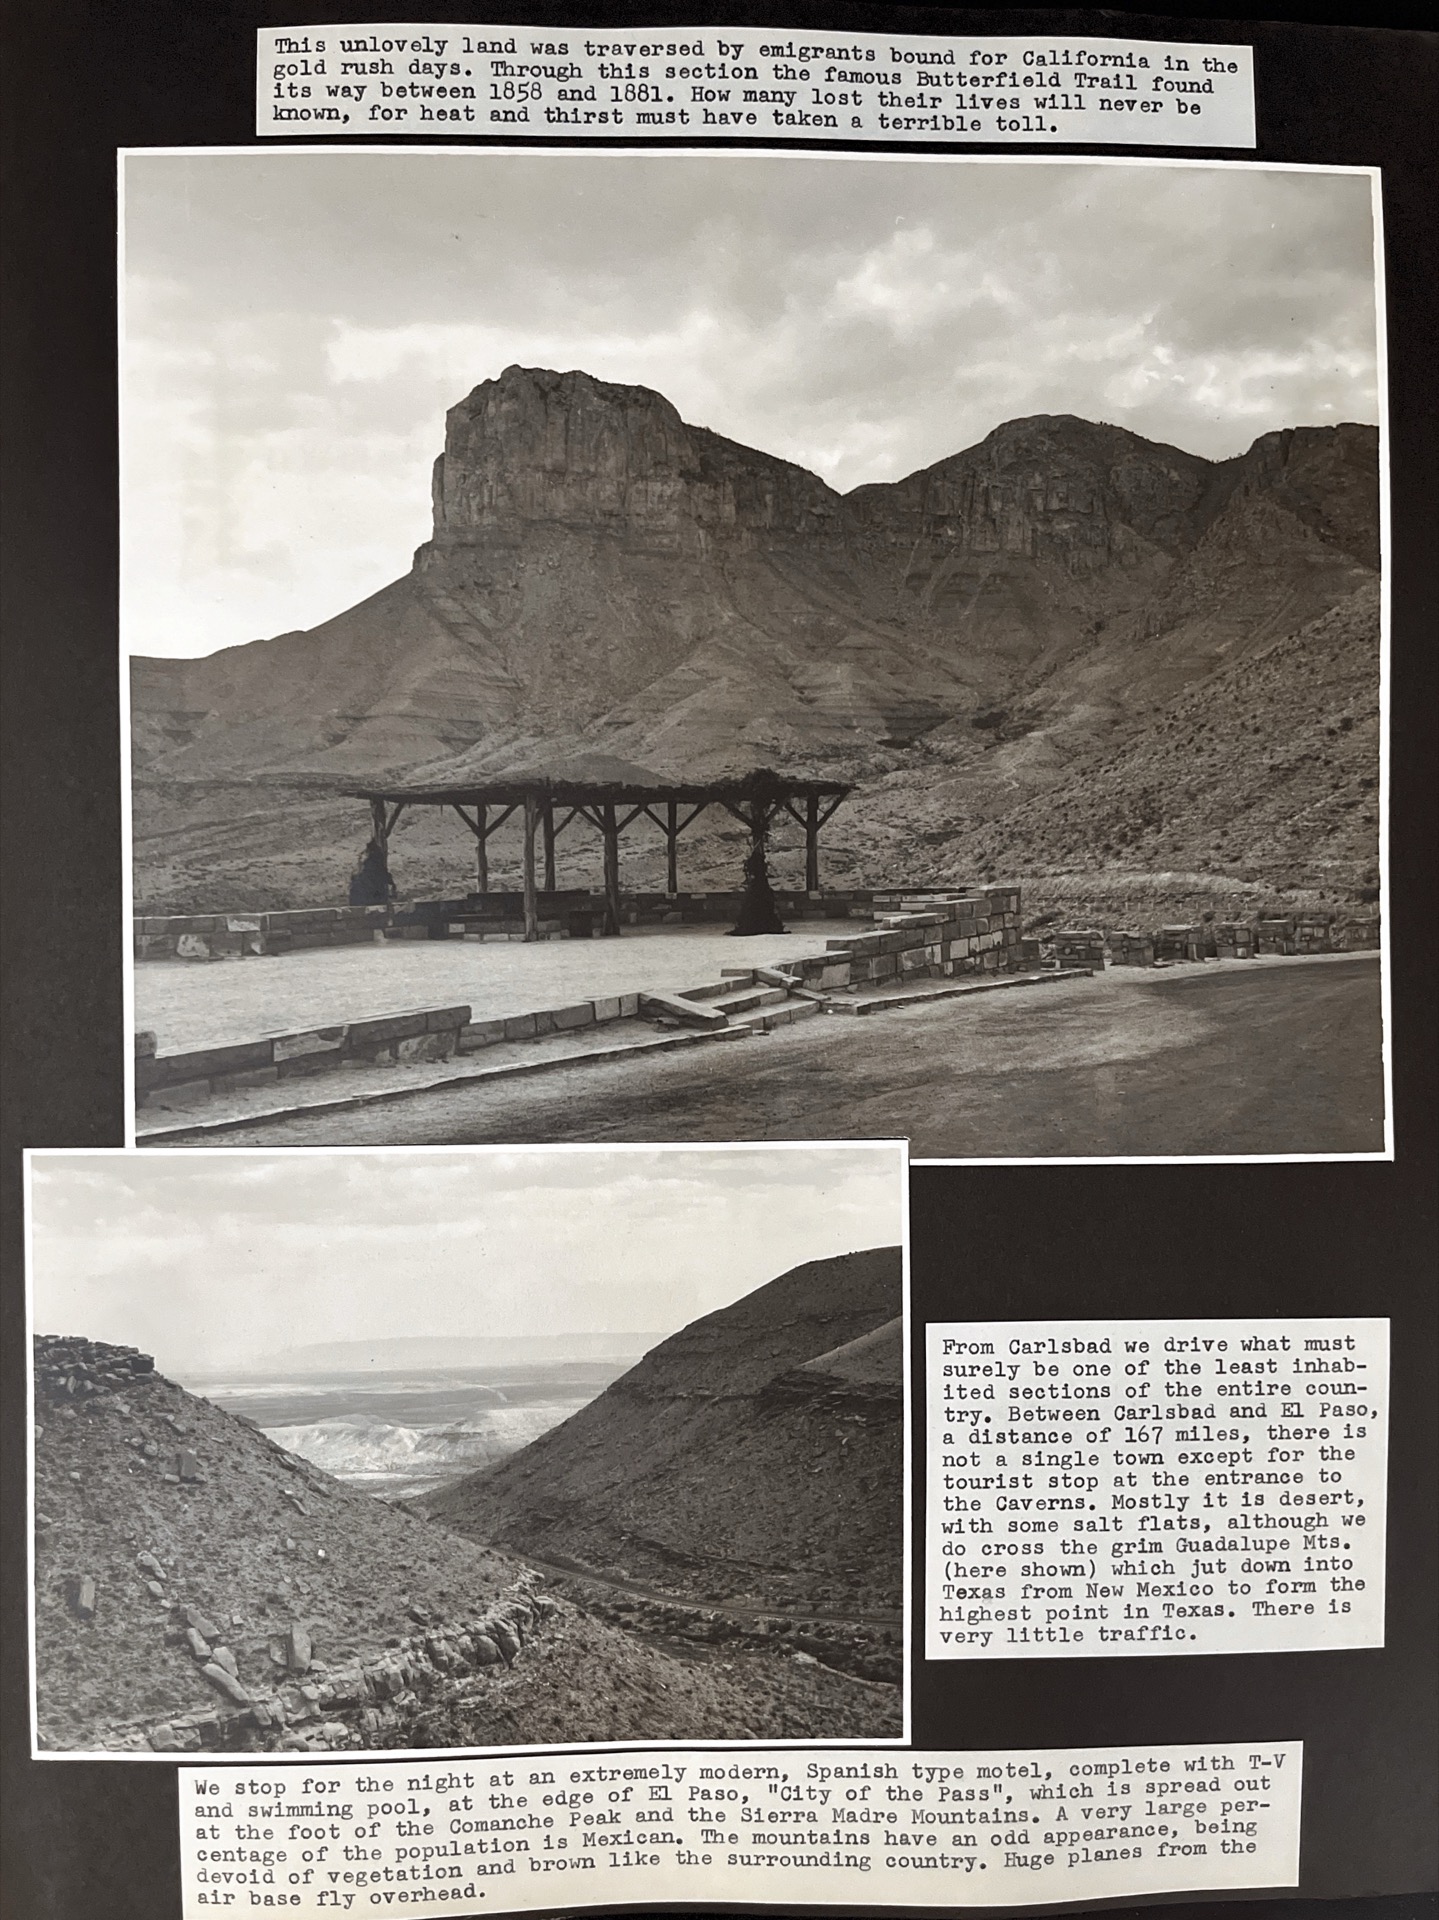 This unlovely land was traversed by emigrants bound for California in the
gold rush days. Through this section the famous Butterfield Trail found
its way between 1858 and 1881. How many lost their lives will never be
known, for heat and thirst must have taken a terrible toll.
From Carlsbad we drive what must
surely be one of the least inhab-
ited sections of the entire coun-
try. Between Carlsbad and El Paso,
a distance of 167 miles, there is
not a single town except for the
tourist stop at the entrance to
the Caverns. Mostly it is desert,
with some salt flats, although we
do cross the grim Guadalupe Mts.
(here shown) which jut down into
Texas from New Mexico to form the
highest point in Texas. There is
very little traffic.
We stop for the night at an extremely modern, Spanish type motel, complete with T-V
and swimming pool, at the edge of El Paso, "City of the Pass", which is spread out
at the foot of the Comanche Peak and the Sierra Madre Mountains. A very large per-
centage of the population is Mexican. The mountains have an odd appearance, being
devoid of vegetation and brown like the surrounding country. Huge planes from the
air base fly overhead.